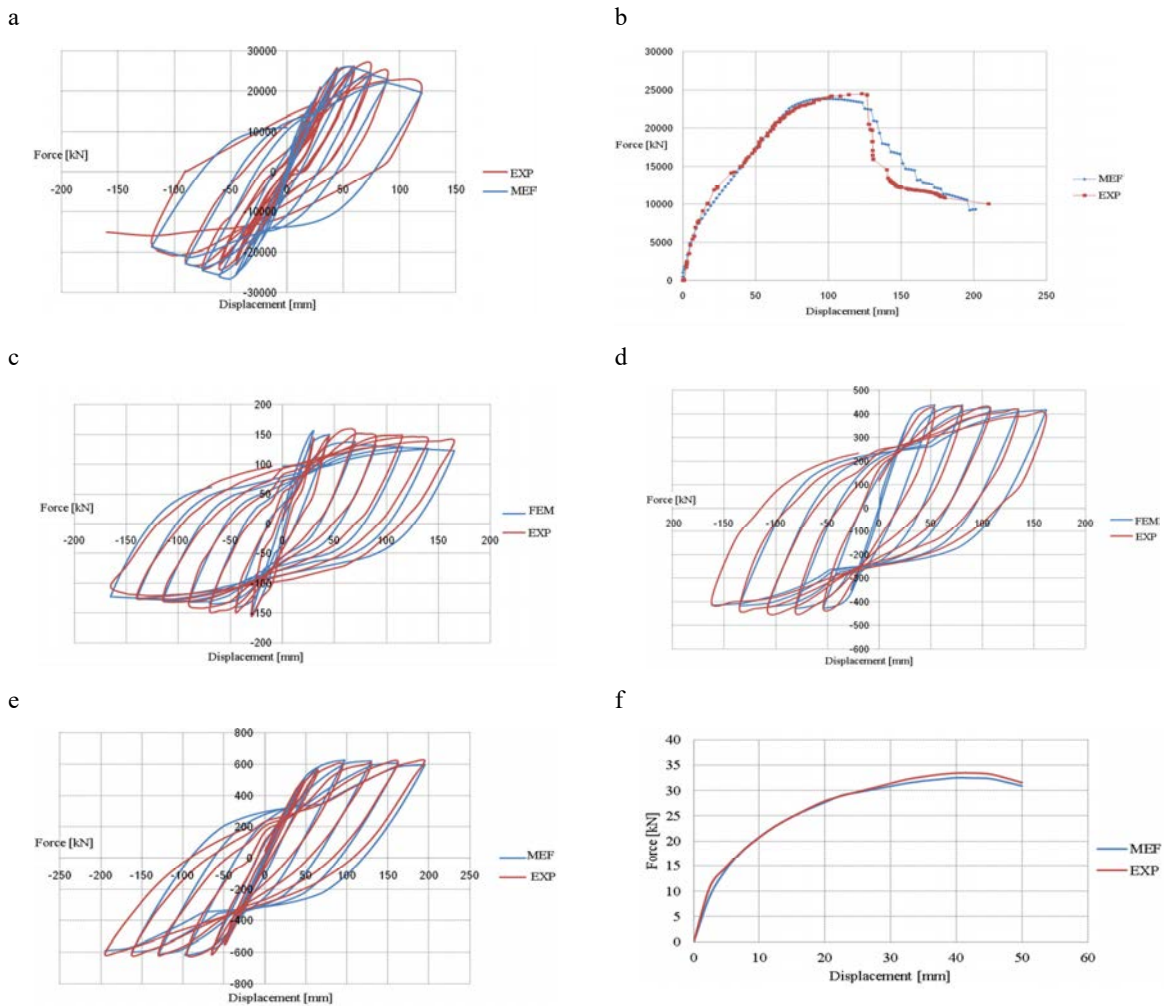 a
30000
20000
10000
Force [kN]
0
-200 -150 -100 -50 0 50 100 150
-10000
-20000
-30000
Displacement [mm]
EXP
MEF
b
30000
25000
20000
Force [kN]
15000
10000
5000
0
0 50 100 150 200 250
Displacement [mm]
MEF
EXP
c
200
150
100
50
Force [kN]
0
-200 -150 -100 -50 0 50 100 150 200
-50
-100
-150
-200
Displacement [mm]
FEM
EXP
d
500
400
300
200
100
Force [kN]
0
-200 -150 -100 -50 0 50 100 150 200
-100
-200
-300
-400
-500
-600
Displacement [mm]
FEM
EXP
e
800
600
400
200
Force [kN]
0
-250 -200 -150 -100 -50 0 50 100 150 200 250
-200
-400
-600
-800
Displacement [mm]
MEF
EXP
f
40
35
30
25
20
15
10
5
0
Force [kN]
0 10 20 30 40 50 60
Displacement [mm]
MEF
EXP